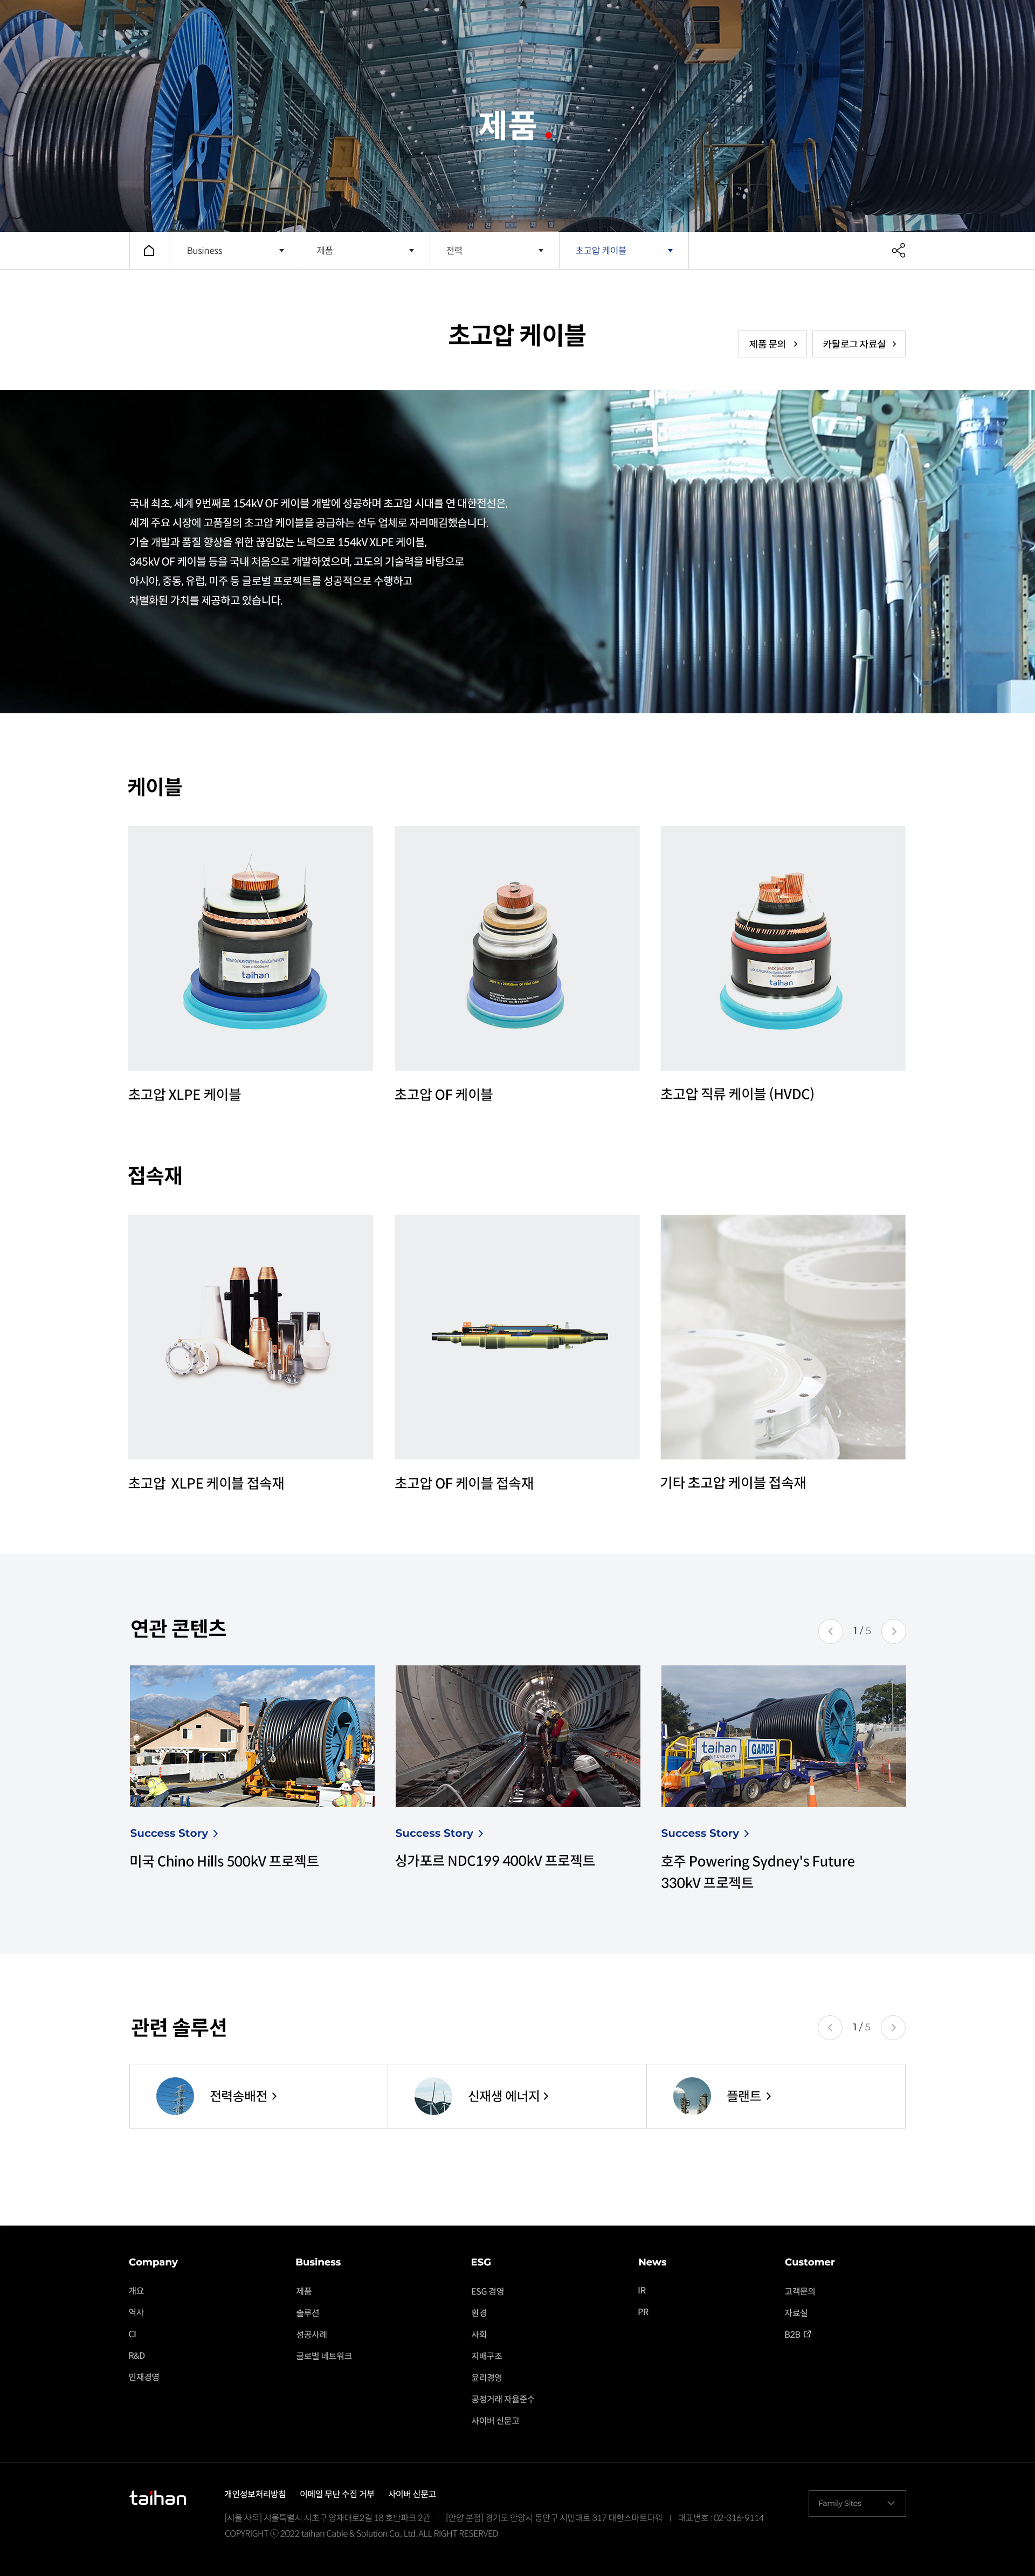 제품
Business
제품
전력
초고압 케이블
초고압 케이블
제품 문의
카탈로그 자료실
국내 최초, 세계 9번째로 154kV OF 케이블 개발에 성공하며 초고압 시대를 연 대한전선은,
세계 주요 시장에 고품질의 초고압 케이블을 공급하는 선두 업체로 자리매김했습니다.
기술 개발과 품질 향상을 위한 끊임없는 노력으로 154kV XLPE 케이블,
345kV OF 케이블 등을 국내 처음으로 개발하였으며, 고도의 기술력을 바탕으로
아시아, 중동, 유럽, 미주 등 글로벌 프로젝트를 성공적으로 수행하고
차별화된 가치를 제공하고 있습니다.
케이블
taihan
taihan
초고압 XLPE 케이블
초고압 OF 케이블
초고압 직류 케이블 (HVDC)
접속재
초고압 XLPE 케이블 접속재
초고압 OF 케이블 접속재
기타 초고압 케이블 접속재
연관 콘텐츠
1 / 5
taihan
GARDE
Success Story
Success Story
Success Story
미국 Chino Hills 500kV 프로젝트
싱가포르 NDC199 400kV 프로젝트
호주 Powering Sydney's Future
330kV 프로젝트
관련 솔루션
1 / 5
전력송배전
신재생 에너지
플랜트
Company
개요
역사
CI
R&D
인재경영
Business
제품
솔루션
성공사례
글로벌 네트워크
ESG
ESG 경영
환경
사회
지배구조
윤리경영
공정거래 자율준수
사이버 신문고
News
IR
PR
Customer
고객문의
자료실
B2B
taihan
개인정보처리방침 이메일 무단 수집 거부 사이버 신문고
[서울 사옥] 서울특별시 서초구 양재대로2길 18 호반파크 2관 | [안양 본점] 경기도 안양시 동안구 시민대로 317 대한스마트타워 | 대표번호 : 02-316-9114
COPYRIGHT ⓒ 2022 taihan Cable & Solution Co., Ltd. ALL RIGHT RESERVED
Family Sites